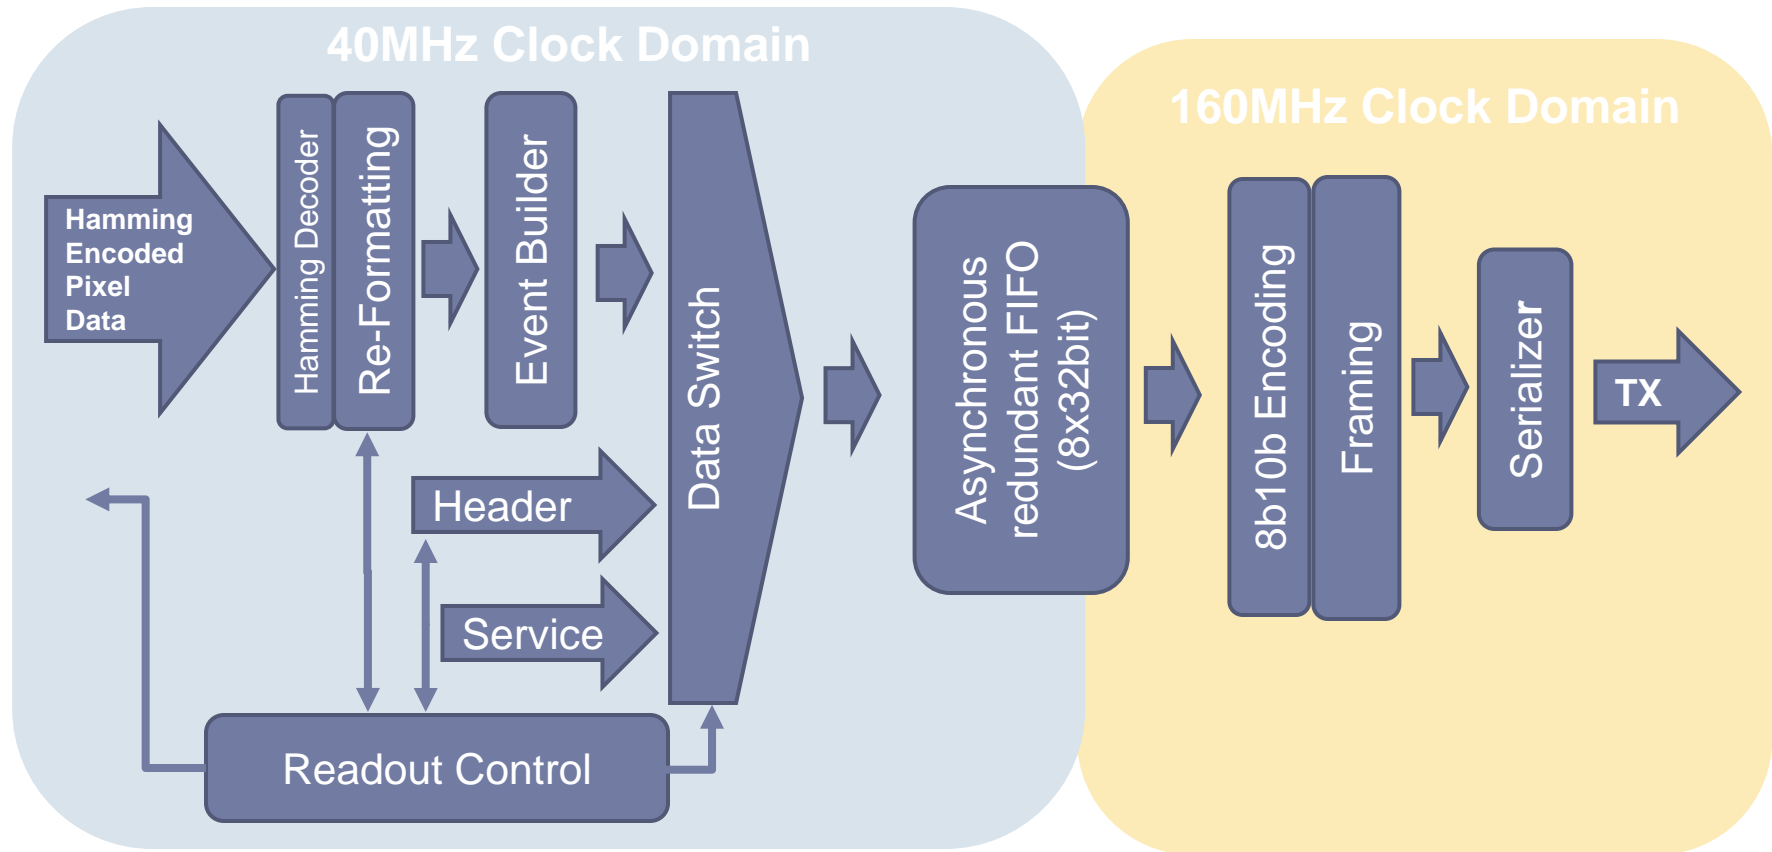 40MHz Clock Domain
160MHz Clock Domain
Hamming
Encoded
Pixel
Data
Hamming Decoder
Re-Formatting
Event Builder
Data Switch
Header
Service
Readout Control
Asynchronous
redundant FIFO
(8x32bit)
8b10b Encoding
Framing
Serializer
TX